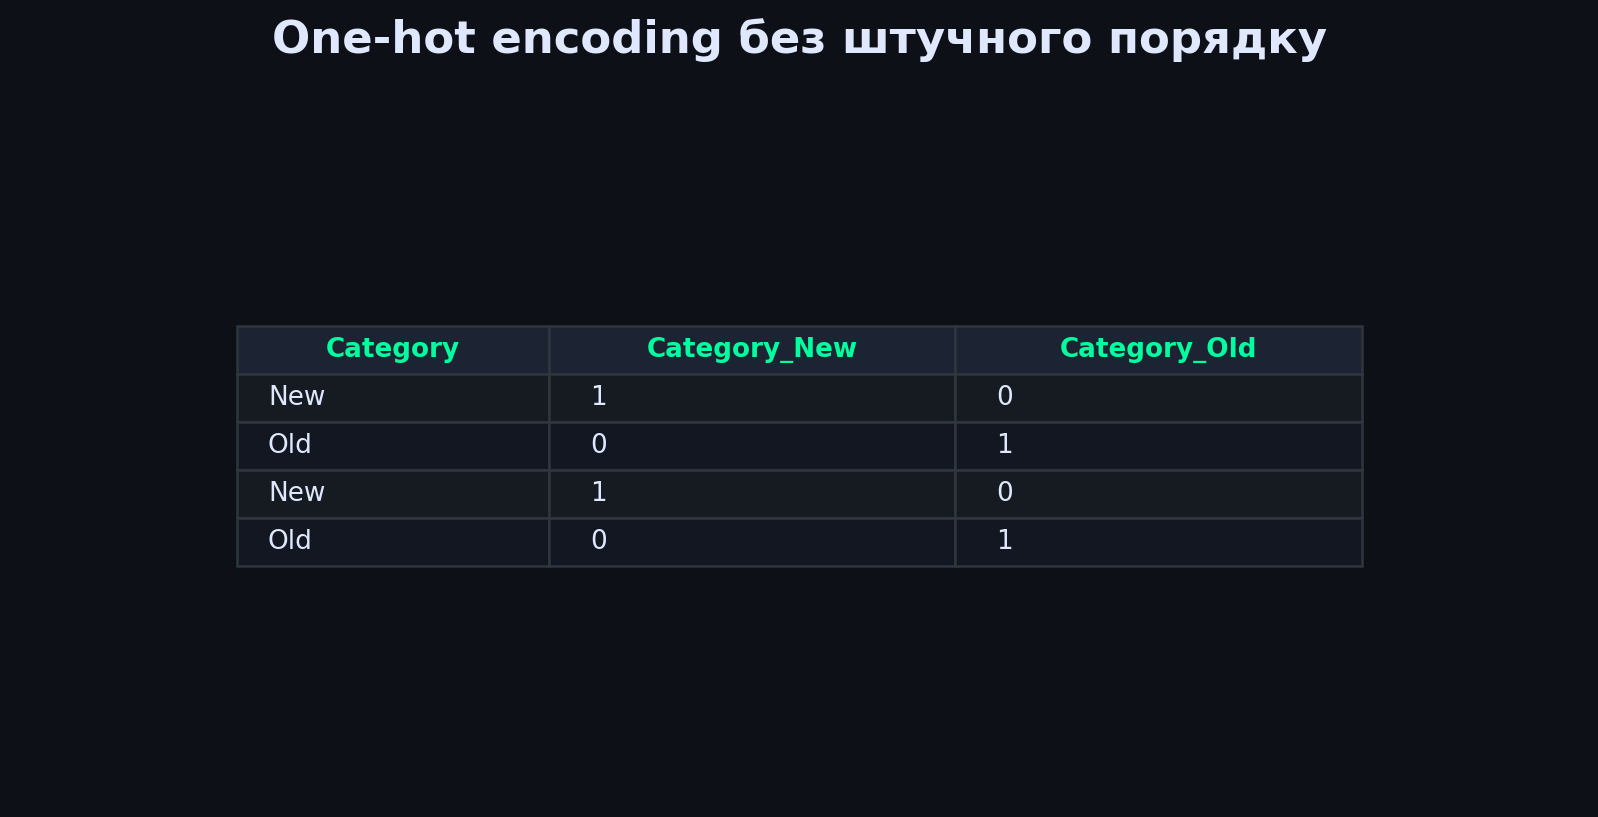 One-hot encoding без штучного порядку
Category Category_New Category_Old
New 1 0
Old 0 1
New 1 0
Old 0 1